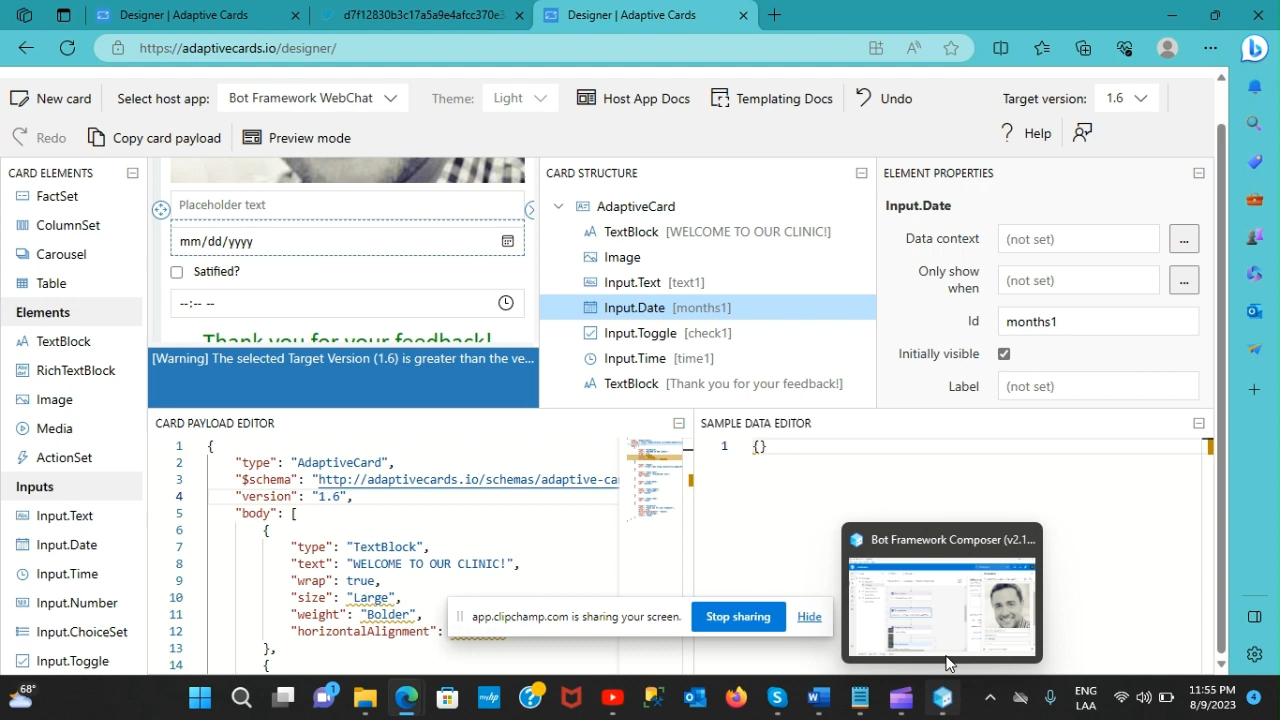 Designer | Adaptive Cards
d7f12830b3c17a5a9e4afcc370e3
Designer | Adaptive Cards
https://adaptivecards.io/designer/
New card
Select host app:
Bot Framework WebChat
Theme:
Light
Host App Docs
Templating Docs
Undo
Target version:
1.6
Redo
Copy card payload
Preview mode
Help
CARD ELEMENTS
FactSet
ColumnSet
Carousel
Table
Elements
TextBlock
RichTextBlock
Image
Media
ActionSet
Inputs
Input.Text
Input.Date
Input.Time
Input.Number
Input.ChoiceSet
Input.Toggle
Placeholder text
mm/dd/yyyy
Satified?
--:-- --
Thank you for your feedback!
[Warning] The selected Target Version (1.6) is greater than the ve...
CARD STRUCTURE
AdaptiveCard
TextBlock [WELCOME TO OUR CLINIC!]
Image
Input.Text [text1]
Input.Date [months1]
Input.Toggle [check1]
Input.Time [time1]
TextBlock [Thank you for your feedback!]
ELEMENT PROPERTIES
Input.Date
Data context
(not set)
...
Only show
when
(not set)
...
Id
months1
Initially visible
Label
(not set)
CARD PAYLOAD EDITOR
1 {
2 "type": "AdaptiveCard",
3 "$schema": "http://adaptivecards.io/schemas/adaptive-ca
4 "version": "1.6",
5 "body": [
6 {
7 "type": "TextBlock",
8 "text": "WELCOME TO OUR CLINIC!",
9 "wrap": true,
10 "size": "Large",
11 "weight": "Bolder",
12 "horizontalAlignment":
13 },
14 {
SAMPLE DATA EDITOR
1 {}
Bot Framework Composer (v2.1...
app.clipchamp.com is sharing your screen.
Stop sharing
Hide
68°
1
ENG
LAA
11:55 PM
8/9/2023
4